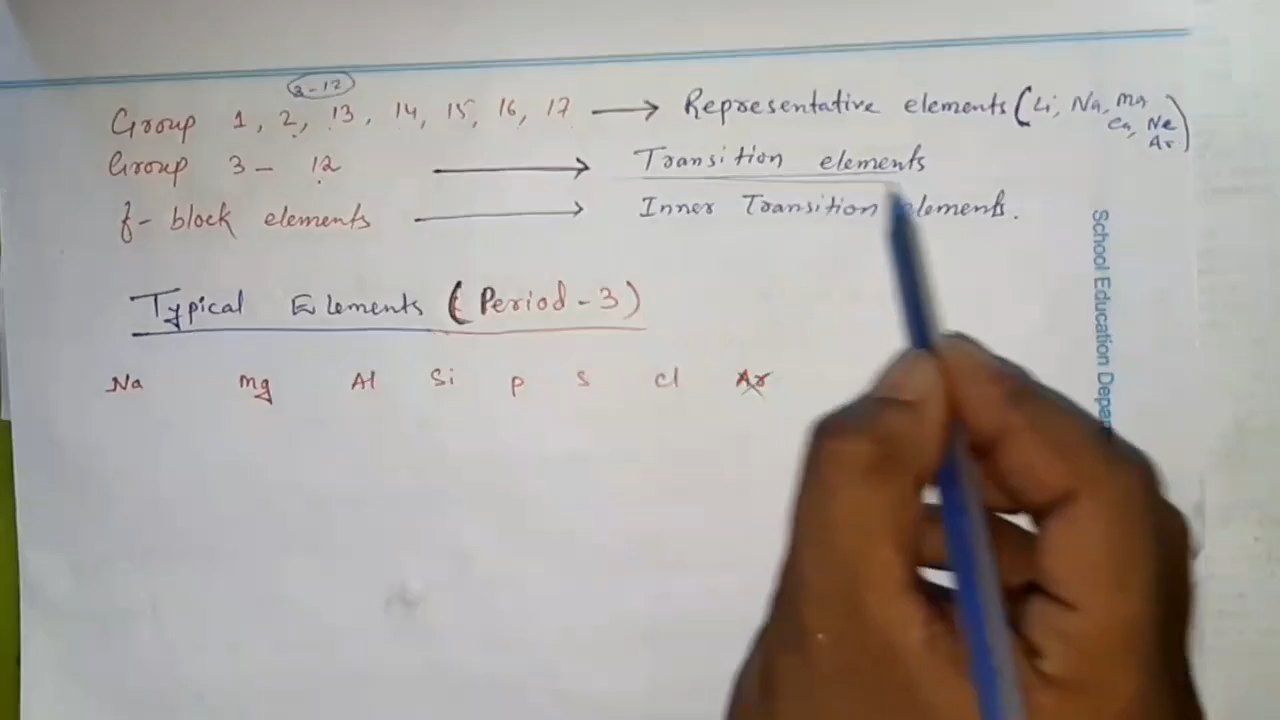 3-12
Group 1, 2, 13, 14, 15, 16, 17 → Representative elements (Li, Na, Mg
Ca, Ne
Ar)
Group 3 - 12 → Transition elements
f- block elements → Inner Transition elements.
Typical Elements (Period - 3)
Na Mg Al Si P S Cl Ar
School Education Depar